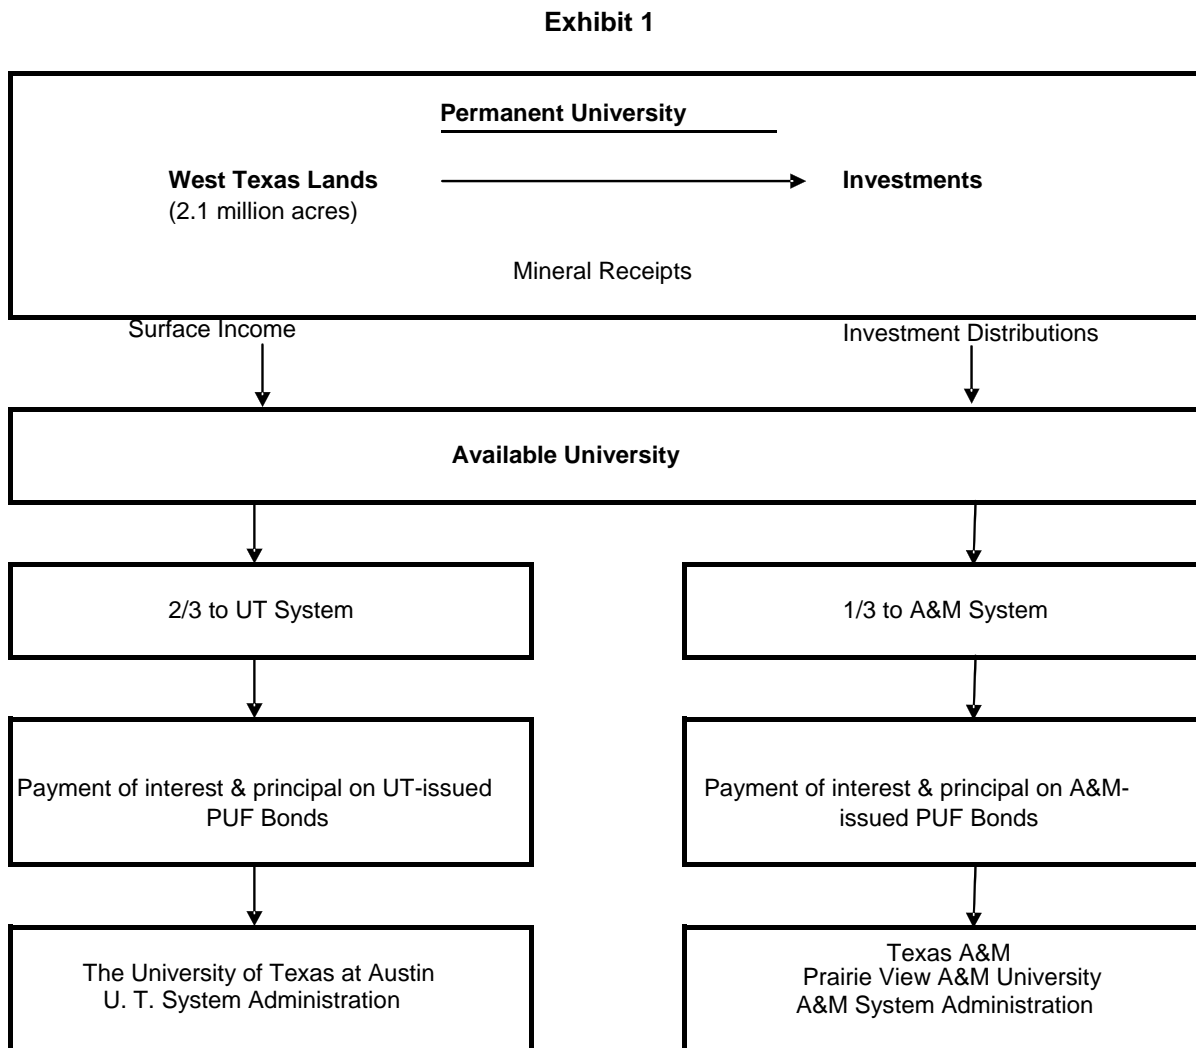 Exhibit 1
Permanent University
West Texas Lands
(2.1 million acres)
Investments
Mineral Receipts
Surface Income
Investment Distributions
Available University
2/3 to UT System
1/3 to A&M System
Payment of interest & principal on UT-issued
PUF Bonds
Payment of interest & principal on A&M-
issued PUF Bonds
The University of Texas at Austin
U. T. System Administration
Texas A&M
Prairie View A&M University
A&M System Administration